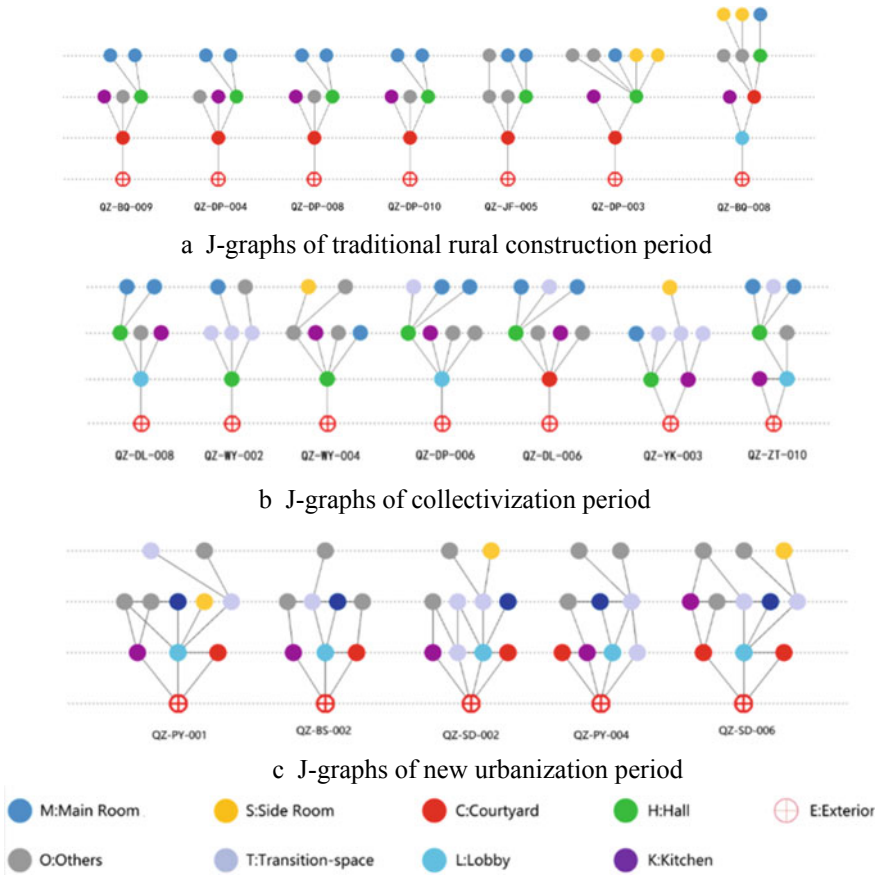 QZ-BQ-009 QZ-DP-004 QZ-DP-008 QZ-DP-010 QZ-JF-005 QZ-DP-003 QZ-BQ-008
a J-graphs of traditional rural construction period
QZ-DL-008 QZ-WY-002 QZ-WY-004 QZ-DP-006 QZ-DL-006 QZ-YK-003 QZ-ZT-010
b J-graphs of collectivization period
QZ-PY-001 QZ-BS-002 QZ-SD-002 QZ-PY-004 QZ-SD-006
c J-graphs of new urbanization period
M:Main Room S:Side Room C:Courtyard H:Hall E:Exterior
O:Others T:Transition-space L:Lobby K:Kitchen